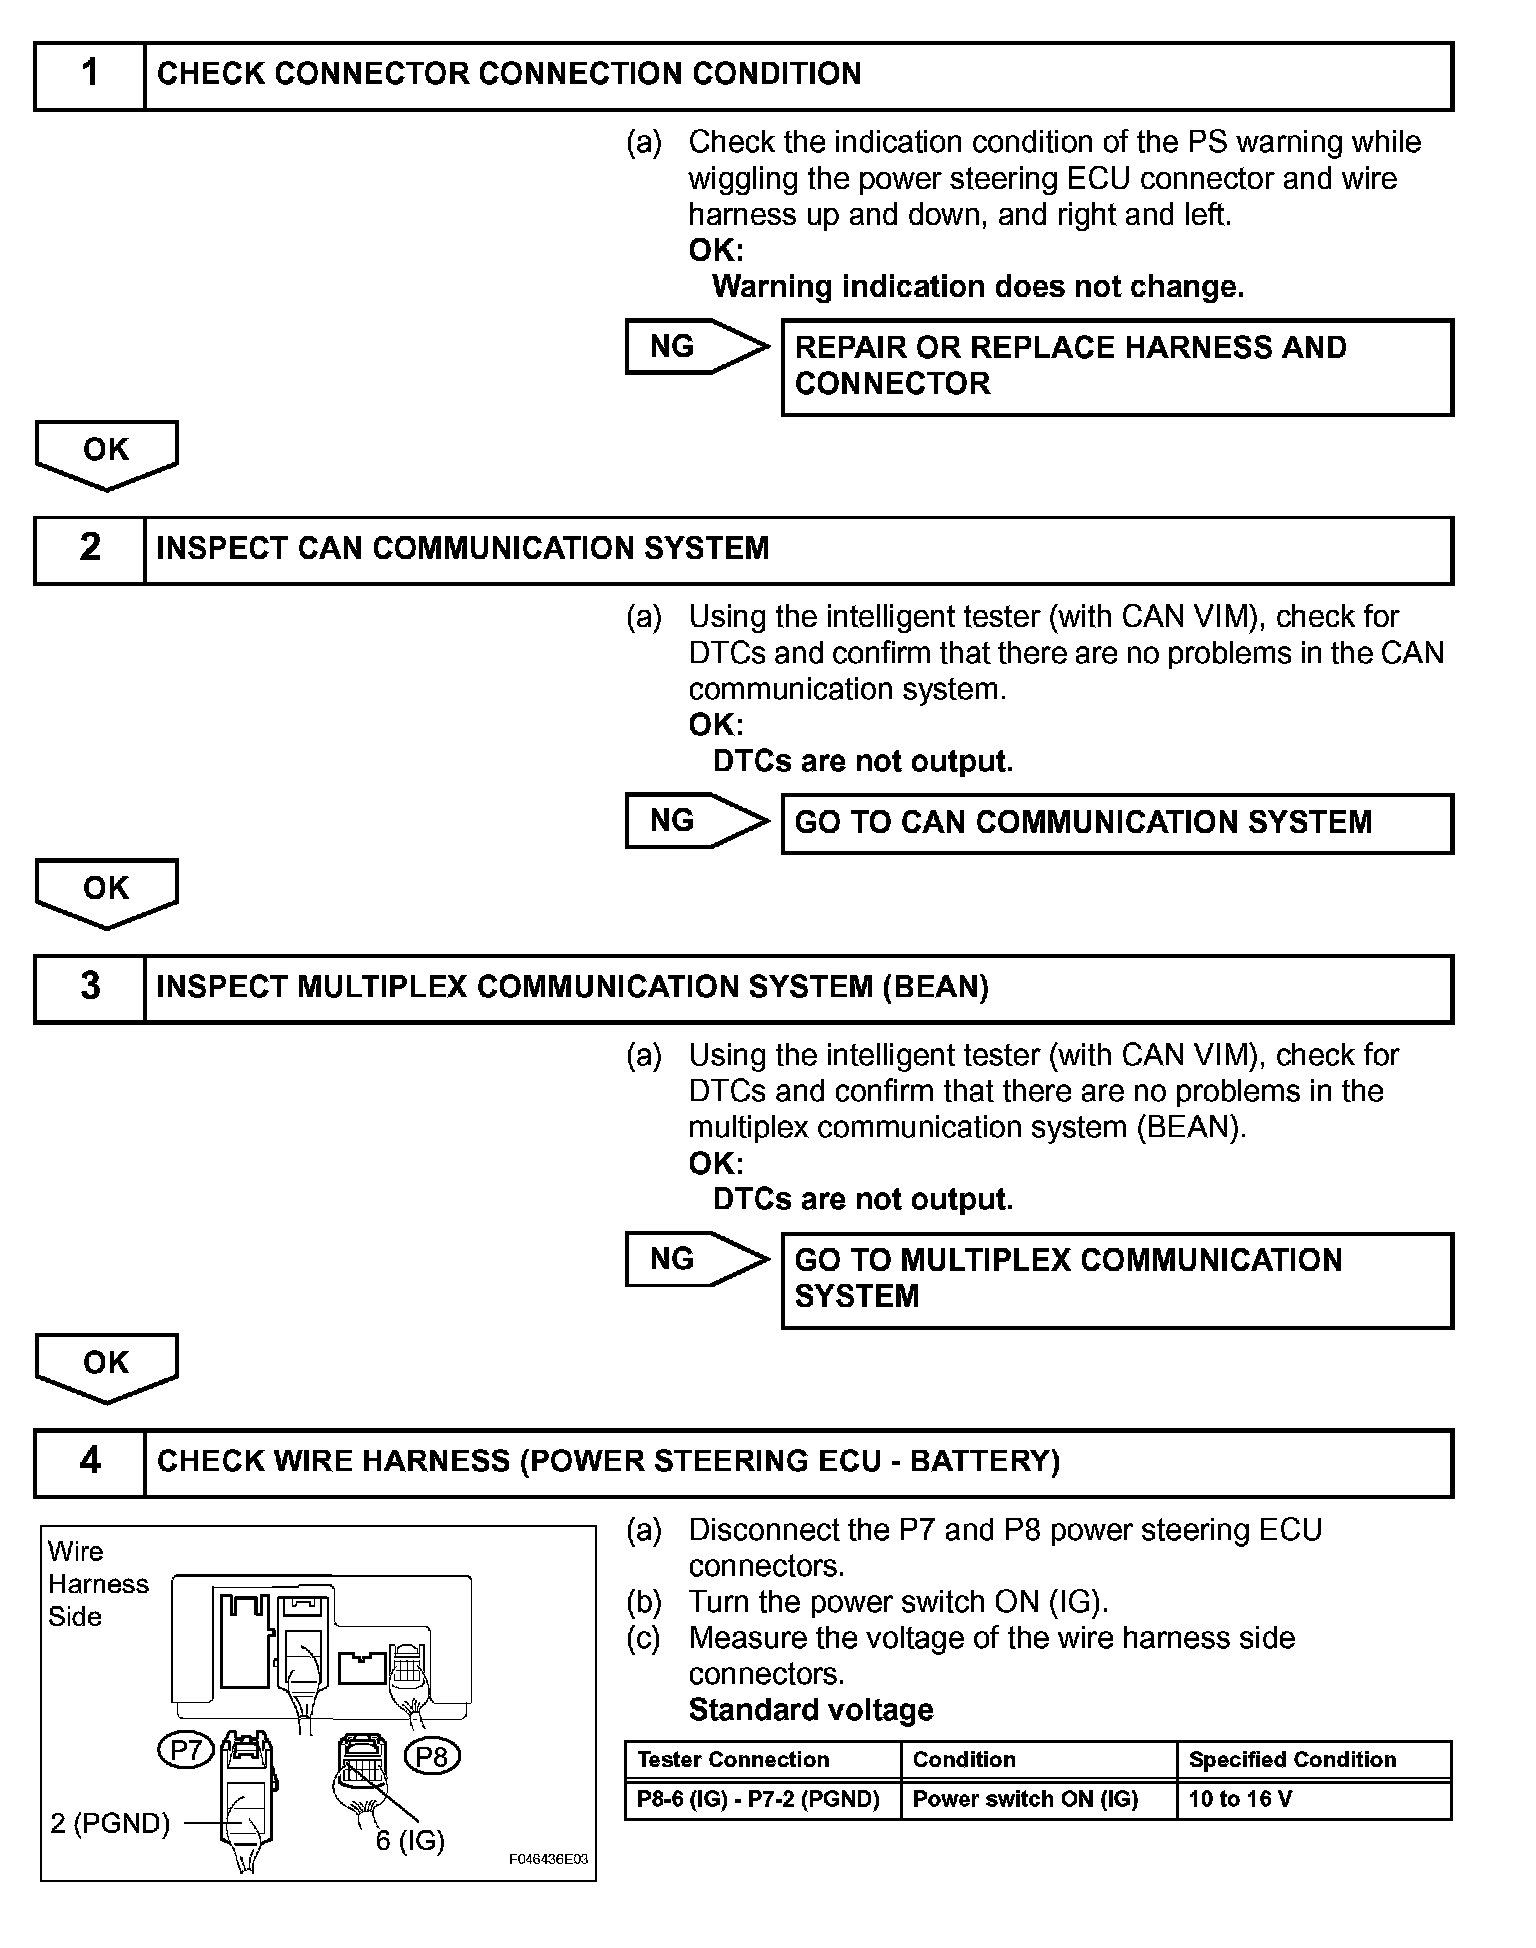 1
CHECK CONNECTOR CONNECTION CONDITION
(a) Check the indication condition of the PS warning while
wiggling the power steering ECU connector and wire
harness up and down, and right and left.
OK:
Warning indication does not change.
NG
REPAIR OR REPLACE HARNESS AND
CONNECTOR
OK
2
INSPECT CAN COMMUNICATION SYSTEM
(a) Using the intelligent tester (with CAN VIM), check for
DTCs and confirm that there are no problems in the CAN
communication system.
OK:
DTCs are not output.
NG
GO TO CAN COMMUNICATION SYSTEM
OK
3
INSPECT MULTIPLEX COMMUNICATION SYSTEM (BEAN)
(a) Using the intelligent tester (with CAN VIM), check for
DTCs and confirm that there are no problems in the
multiplex communication system (BEAN).
OK:
DTCs are not output.
NG
GO TO MULTIPLEX COMMUNICATION
SYSTEM
OK
4
CHECK WIRE HARNESS (POWER STEERING ECU - BATTERY)
Wire
Harness
Side
P7
P8
2 (PGND)
6 (IG)
F046436E03
(a) Disconnect the P7 and P8 power steering ECU
connectors.
(b) Turn the power switch ON (IG).
(c) Measure the voltage of the wire harness side
connectors.
Standard voltage
Tester Connection Condition Specified Condition
P8-6 (IG) - P7-2 (PGND) Power switch ON (IG) 10 to 16 V